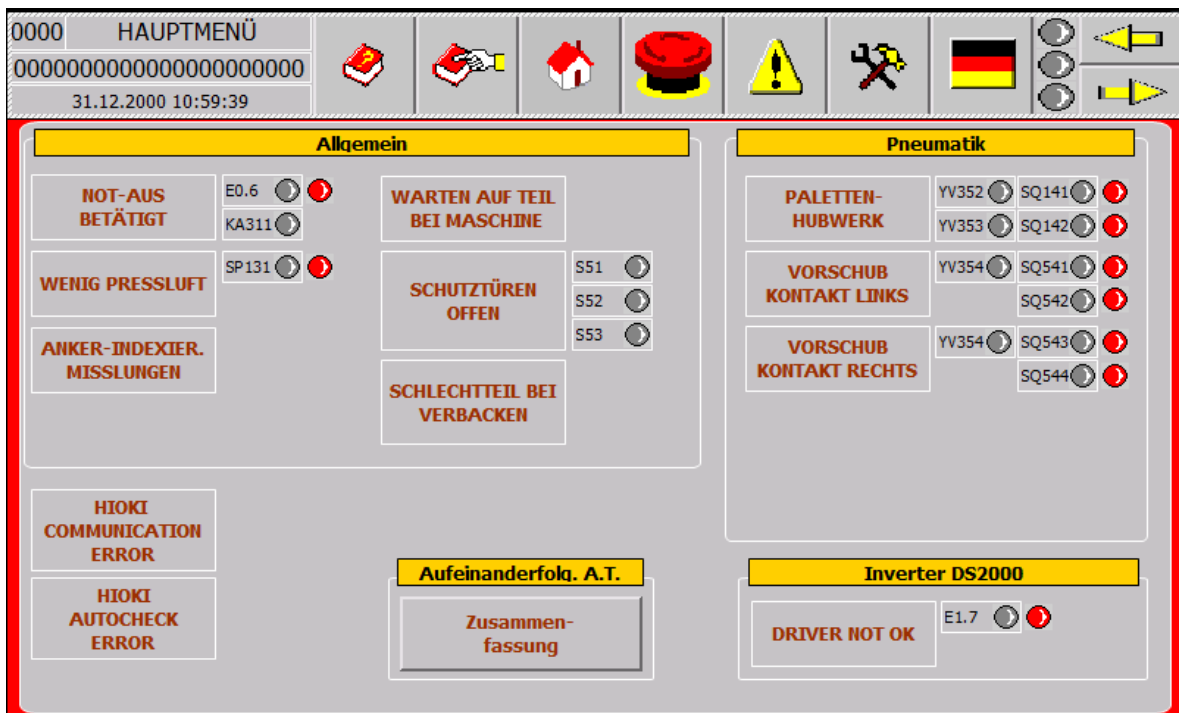 0000 HAUPTMENÜ
0000000000000000000000
31.12.2000 10:59:39
Allgemein
NOT-AUS
BETÄTIGT
E0.6
KA311
WENIG PRESSLUFT
SP131
ANKER-INDEXIER.
MISSLUNGEN
WARTEN AUF TEIL
BEI MASCHINE
SCHUTZTÜREN
OFFEN
S51
S52
S53
SCHLECHTTEIL BEI
VERBACKEN
Pneumatik
PALETTEN-
HUBWERK
YV352 SQ141
YV353 SQ142
VORSCHUB
KONTAKT LINKS
YV354 SQ541
SQ542
VORSCHUB
KONTAKT RECHTS
YV354 SQ543
SQ544
HIOKI
COMMUNICATION
ERROR
HIOKI
AUTOCHECK
ERROR
Aufeinanderfolg. A.T.
Zusammen-
fassung
Inverter DS2000
DRIVER NOT OK
E1.7